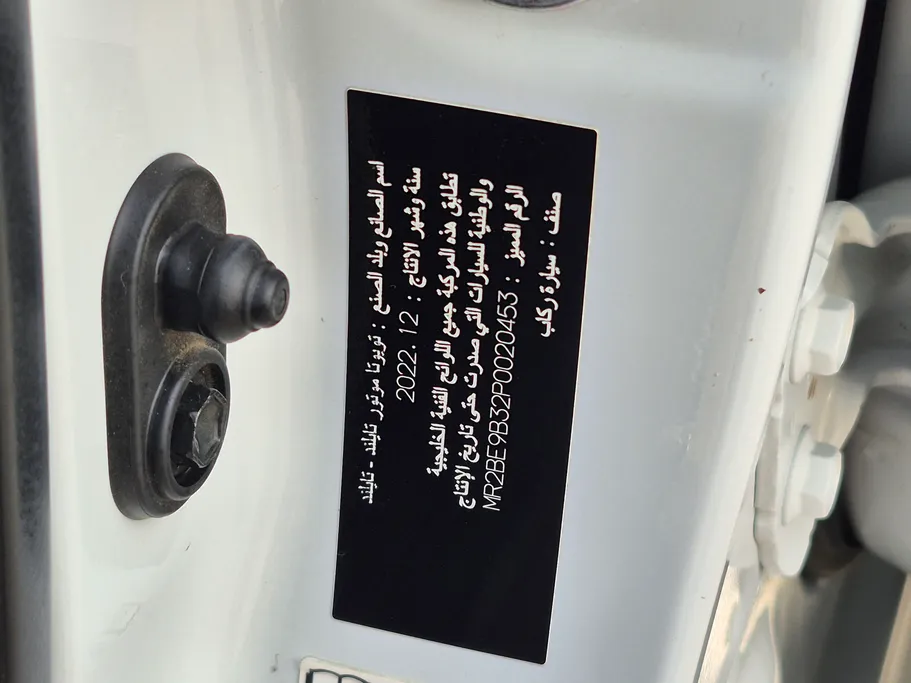 اسم الصانع وبلد الصنع : تويوتا موتور تايلند - تايلند
سنة وشهر الإنتاج : 2022.12
تطابق هذه المركبة جميع اللوائح الفنية الخليجية
والوطنية للسيارات التي صدرت حتى تاريخ الإنتاج
الرقم المميز : MR2BE9B32P0020453
صنف : سيارة ركاب